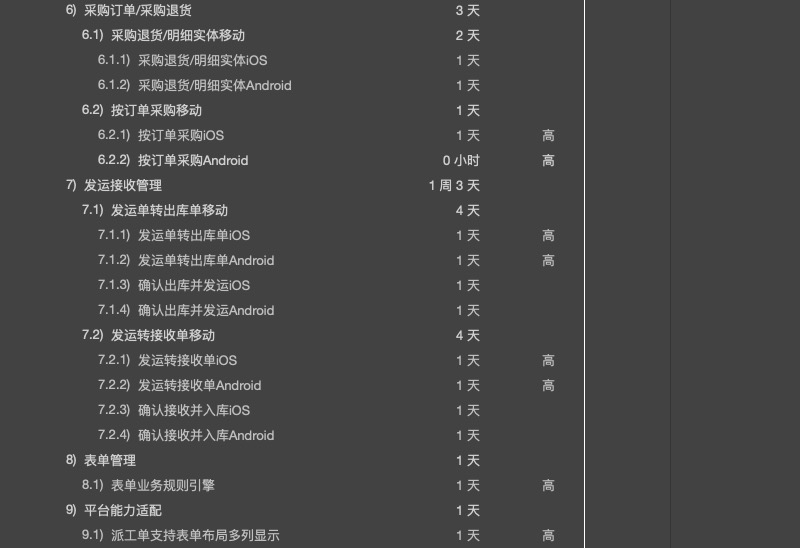 6) 采购订单/采购退货 3 天
6.1) 采购退货/明细实体移动 2 天
6.1.1) 采购退货/明细实体iOS 1 天
6.1.2) 采购退货/明细实体Android 1 天
6.2) 按订单采购移动 1 天
6.2.1) 按订单采购iOS 1 天 高
6.2.2) 按订单采购Android 0 小时 高
7) 发运接收管理 1 周 3 天
7.1) 发运单转出库单移动 4 天
7.1.1) 发运单转出库单iOS 1 天 高
7.1.2) 发运单转出库单Android 1 天 高
7.1.3) 确认出库并发运iOS 1 天
7.1.4) 确认出库并发运Android 1 天
7.2) 发运转接收单移动 4 天
7.2.1) 发运转接收单iOS 1 天 高
7.2.2) 发运转接收单Android 1 天 高
7.2.3) 确认接收并入库iOS 1 天
7.2.4) 确认接收并入库Android 1 天
8) 表单管理 1 天
8.1) 表单业务规则引擎 1 天 高
9) 平台能力适配 1 天
9.1) 派工单支持表单布局多列显示 1 天 高